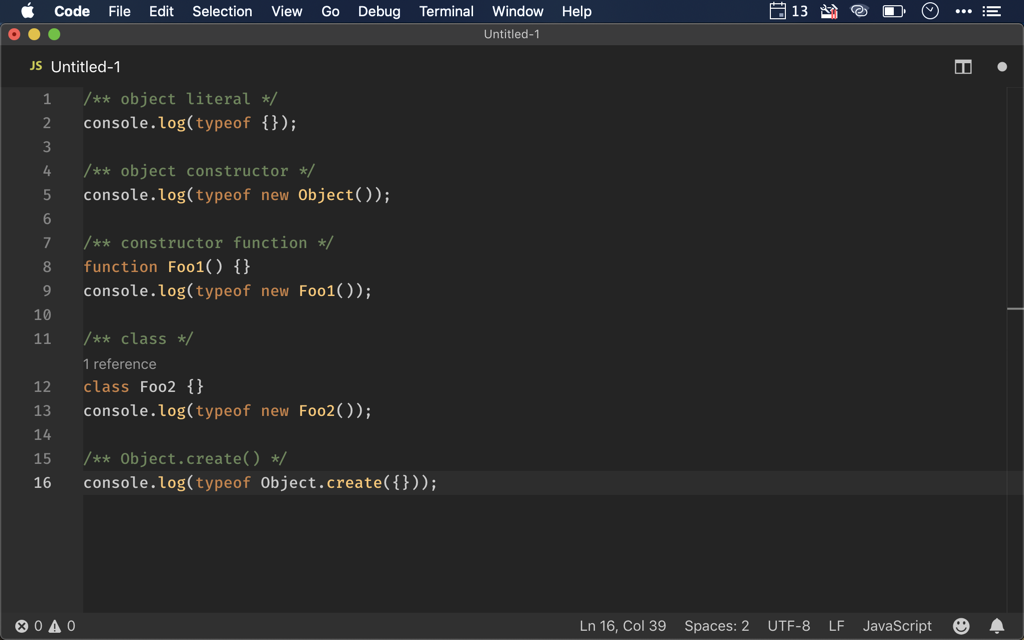 Code File Edit Selection View Go Debug Terminal Window Help 13
Untitled-1
JS Untitled-1
1 /** object literal */
2 console.log(typeof {});
3
4 /** object constructor */
5 console.log(typeof new Object());
6
7 /** constructor function */
8 function Foo1() {}
9 console.log(typeof new Foo1());
10
11 /** class */
1 reference
12 class Foo2 {}
13 console.log(typeof new Foo2());
14
15 /** Object.create() */
16 console.log(typeof Object.create({}));
0 0 Ln 16, Col 39 Spaces: 2 UTF-8 LF JavaScript